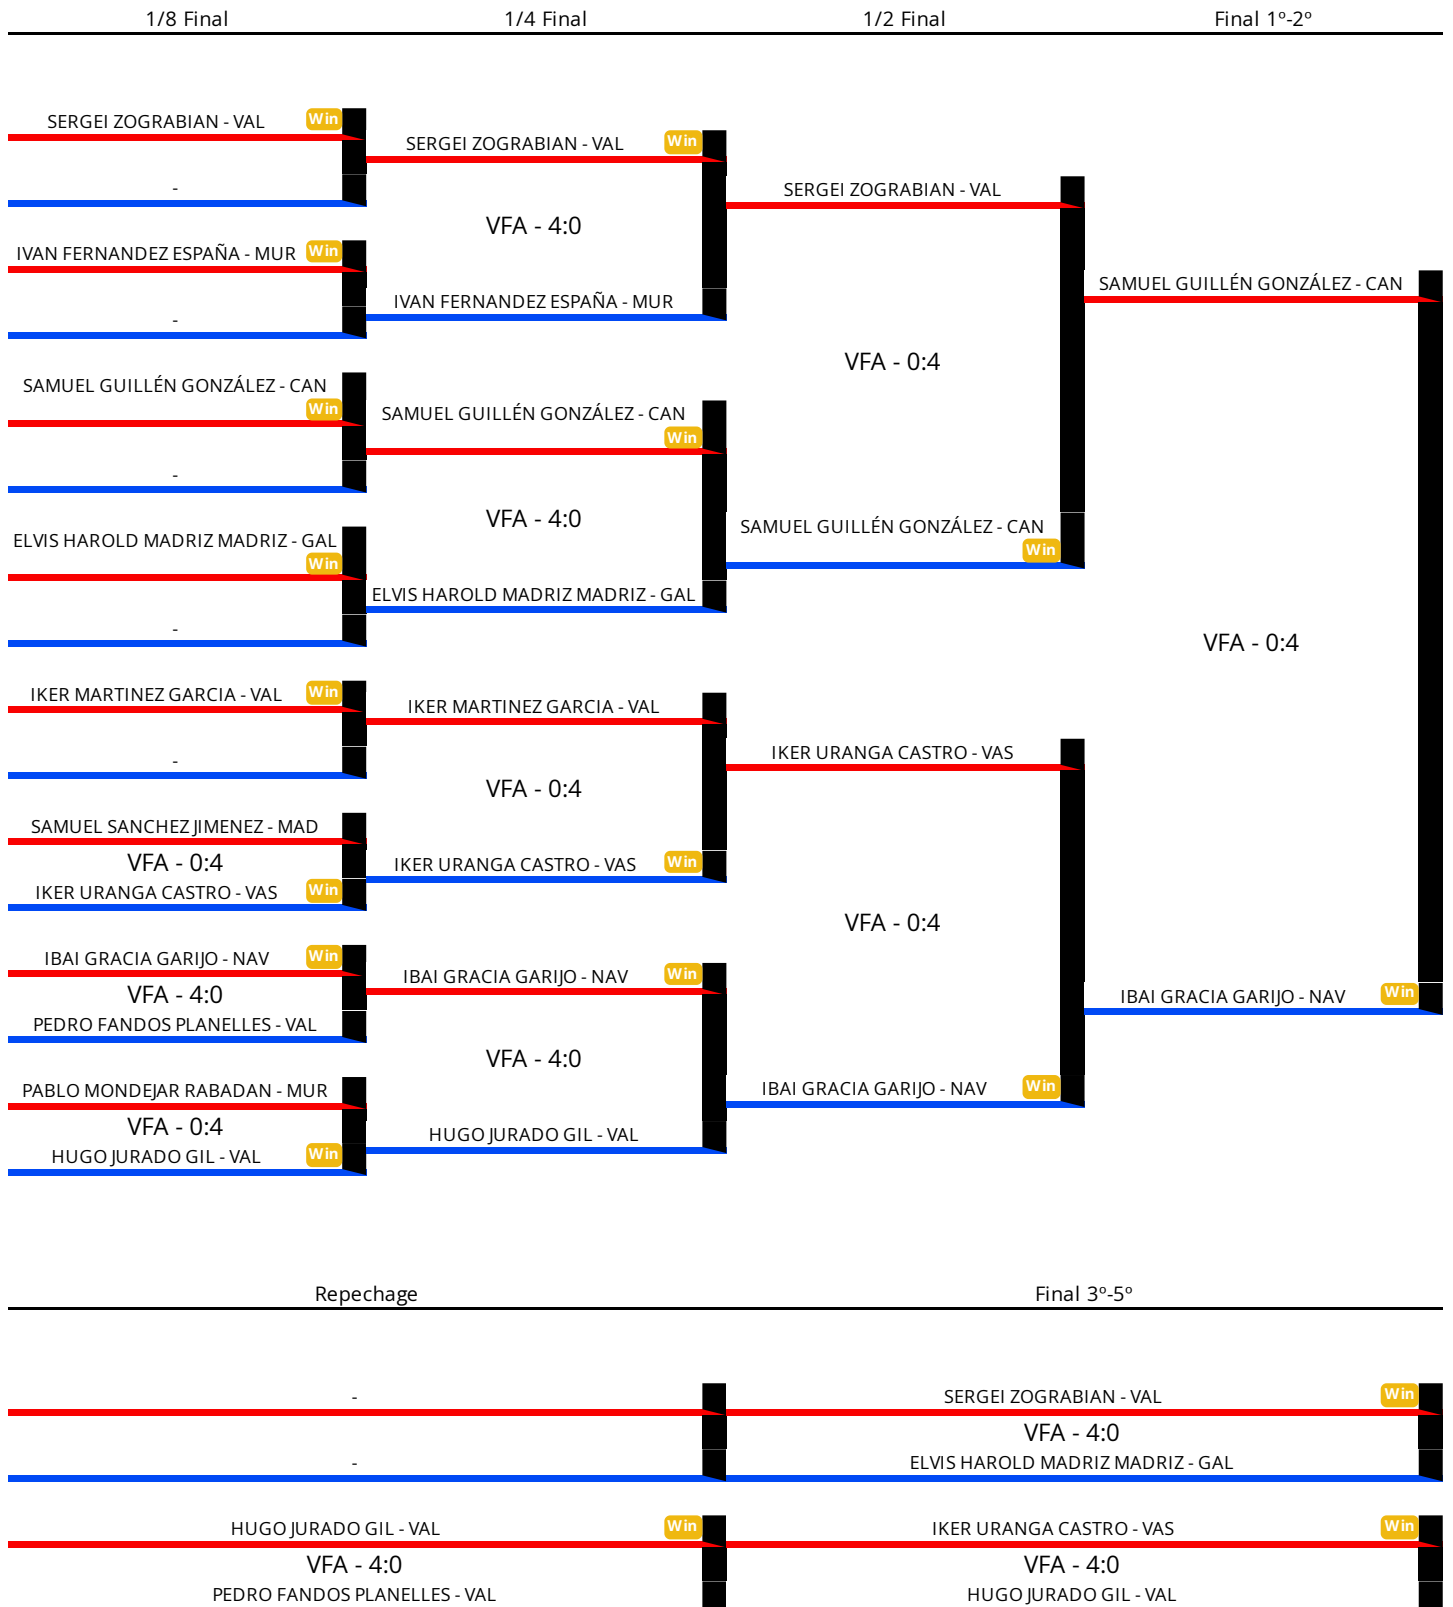 1/8 Final
1/4 Final
1/2 Final
Final 1º-2º
SERGEI ZOGRABIAN - VAL
Win
-
IVAN FERNANDEZ ESPAÑA - MUR
Win
-
SAMUEL GUILLÉN GONZÁLEZ - CAN
Win
-
ELVIS HAROLD MADRIZ MADRIZ - GAL
Win
-
IKER MARTINEZ GARCIA - VAL
Win
-
SAMUEL SANCHEZ JIMENEZ - MAD
VFA - 0:4
IKER URANGA CASTRO - VAS
Win
IBAI GRACIA GARIJO - NAV
Win
VFA - 4:0
PEDRO FANDOS PLANELLES - VAL
PABLO MONDEJAR RABADAN - MUR
VFA - 0:4
HUGO JURADO GIL - VAL
Win
SERGEI ZOGRABIAN - VAL
Win
VFA - 4:0
IVAN FERNANDEZ ESPAÑA - MUR
SAMUEL GUILLÉN GONZÁLEZ - CAN
Win
VFA - 4:0
ELVIS HAROLD MADRIZ MADRIZ - GAL
IKER MARTINEZ GARCIA - VAL
VFA - 0:4
IKER URANGA CASTRO - VAS
Win
IBAI GRACIA GARIJO - NAV
Win
VFA - 4:0
HUGO JURADO GIL - VAL
SERGEI ZOGRABIAN - VAL
VFA - 0:4
SAMUEL GUILLÉN GONZÁLEZ - CAN
Win
IKER URANGA CASTRO - VAS
VFA - 0:4
IBAI GRACIA GARIJO - NAV
Win
SAMUEL GUILLÉN GONZÁLEZ - CAN
VFA - 0:4
IBAI GRACIA GARIJO - NAV
Win
Repechage
Final 3º-5º
-
-
HUGO JURADO GIL - VAL
Win
VFA - 4:0
PEDRO FANDOS PLANELLES - VAL
SERGEI ZOGRABIAN - VAL
Win
VFA - 4:0
ELVIS HAROLD MADRIZ MADRIZ - GAL
IKER URANGA CASTRO - VAS
Win
VFA - 4:0
HUGO JURADO GIL - VAL